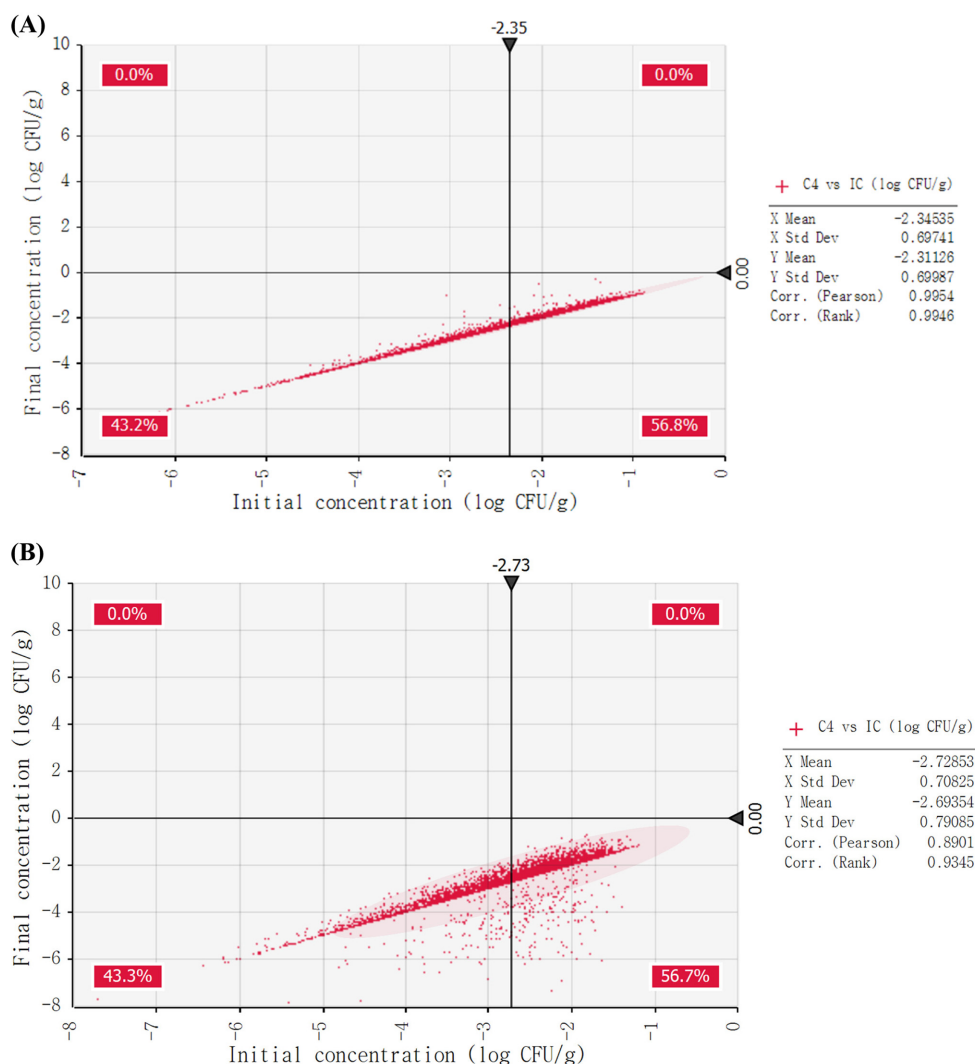 (A)
-2.35
10
8
6
4
2
0
-2
-4
-6
-8
Final concentration (log CFU/g)
0.0%
0.0%
43.2%
56.8%
0.00
-7
-6
-5
-4
-3
-2
-1
0
Initial concentration (log CFU/g)
+ C4 vs IC (log CFU/g)
X Mean -2.34535
X Std Dev 0.69741
Y Mean -2.31126
Y Std Dev 0.69987
Corr. (Pearson) 0.9954
Corr. (Rank) 0.9946
(B)
-2.73
10
8
6
4
2
0
-2
-4
-6
-8
Final concentration (log CFU/g)
0.0%
0.0%
43.3%
56.7%
0.00
-8
-7
-6
-5
-4
-3
-2
-1
0
Initial concentration (log CFU/g)
+ C4 vs IC (log CFU/g)
X Mean -2.72853
X Std Dev 0.70825
Y Mean -2.69354
Y Std Dev 0.79085
Corr. (Pearson) 0.8901
Corr. (Rank) 0.9345